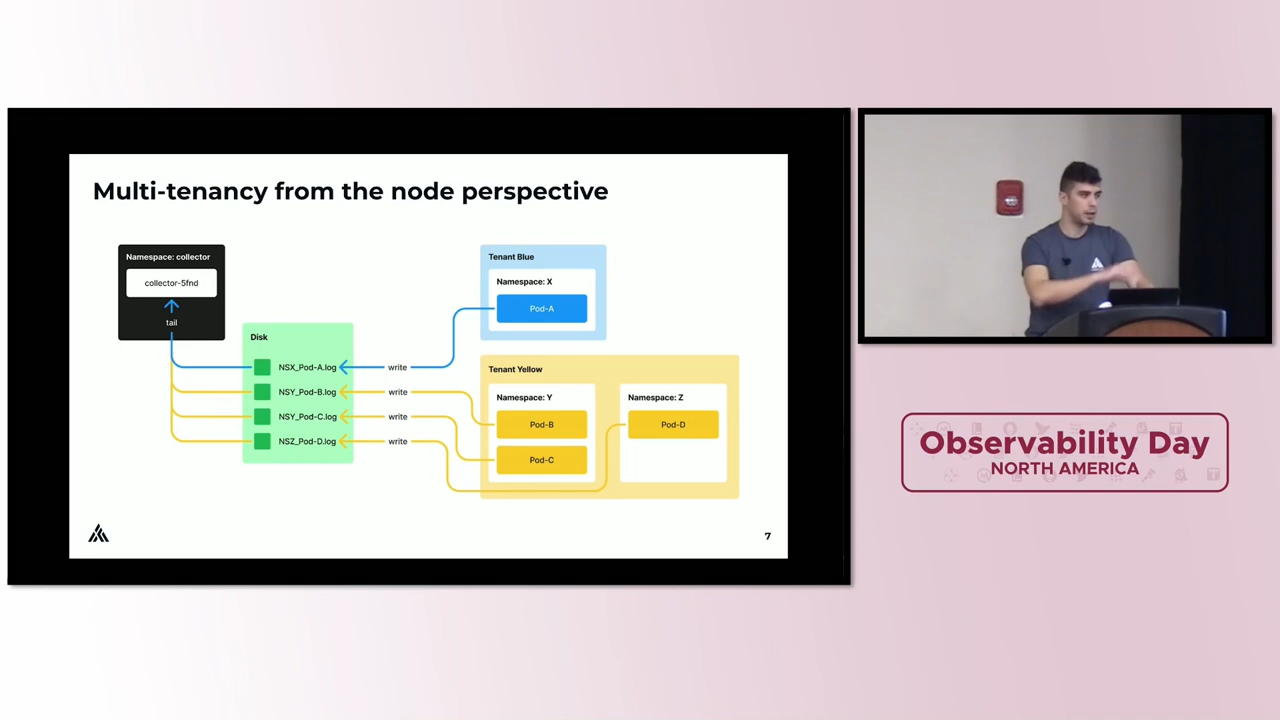 Multi-tenancy from the node perspective
Namespace: collector
collector-5fnd
tail
Disk
NSX_Pod-A.log
NSY_Pod-B.log
NSY_Pod-C.log
NSZ_Pod-D.log
write
write
write
write
Tenant Blue
Namespace: X
Pod-A
Tenant Yellow
Namespace: Y
Pod-B
Pod-C
Namespace: Z
Pod-D
7
Observability Day
NORTH AMERICA